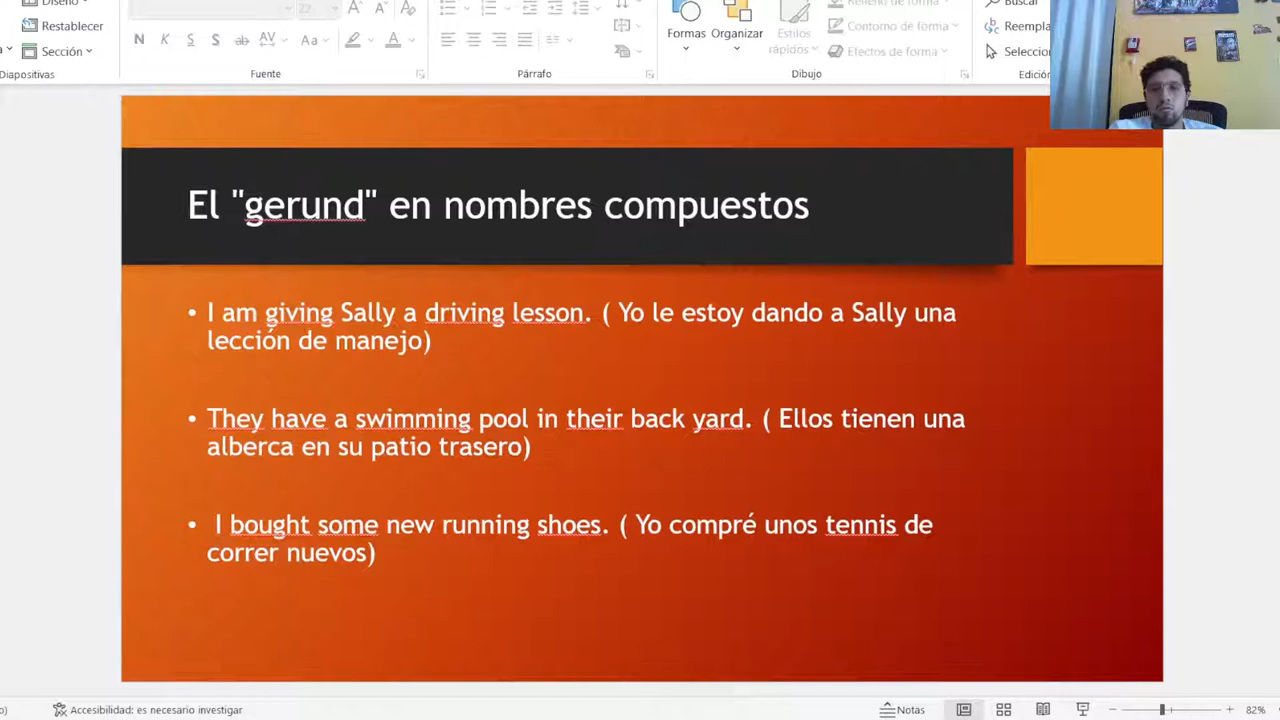 Diseño
Restablecer
Sección
Diapositivas
N K S S ab AV Aa A
Fuente
Párrafo
Formas
Organizar
Estilos
rápidos
Relleno de forma
Contorno de forma
Efectos de forma
Dibujo
Buscar
Reempla
Seleccion
Edición
El "gerund" en nombres compuestos
• I am giving Sally a driving lesson. ( Yo le estoy dando a Sally una
lección de manejo)
• They have a swimming pool in their back yard. ( Ellos tienen una
alberca en su patio trasero)
• I bought some new running shoes. ( Yo compré unos tennis de
correr nuevos)
o)
Accesibilidad: es necesario investigar
Notas
82%